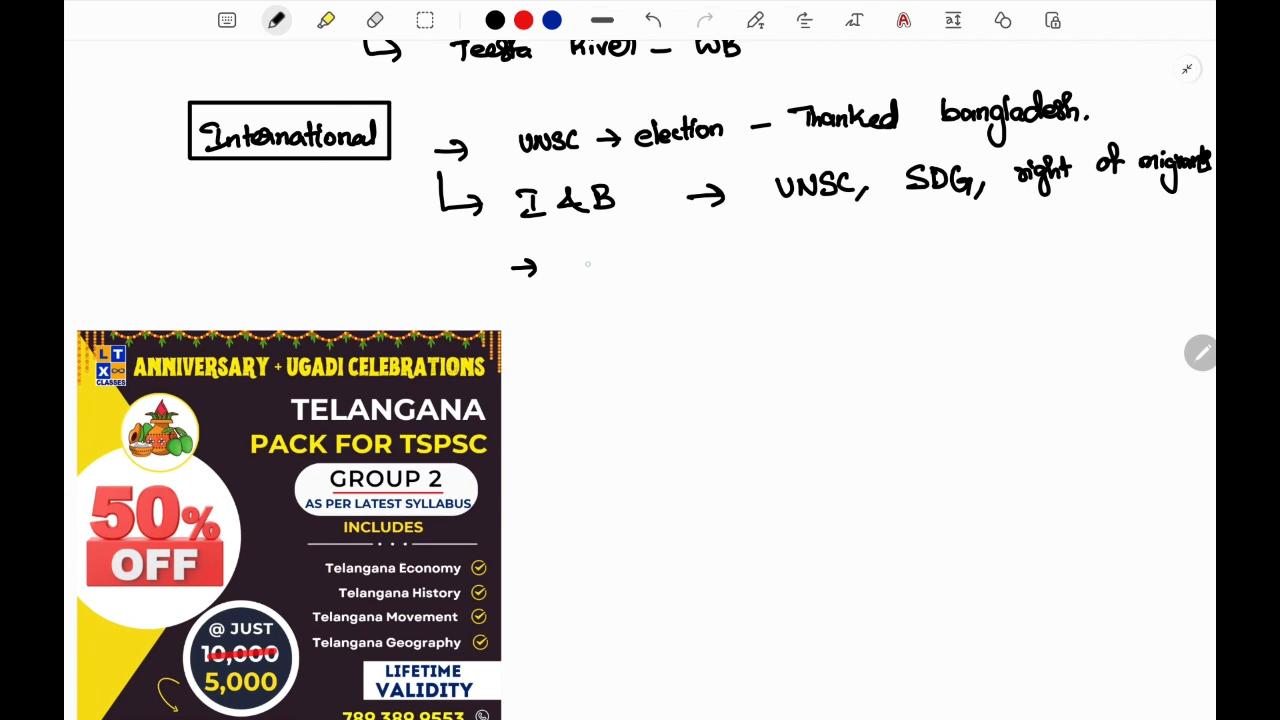 Teesta River - WB
International → UNSC → election - Thanked bangladesh.
I & B → UNSC, SDG, right of migrants
→
LTX∞
CLASSES
ANNIVERSARY + UGADI CELEBRATIONS
TELANGANA
PACK FOR TSPSC
GROUP 2
AS PER LATEST SYLLABUS
INCLUDES
50%
OFF
Telangana Economy
Telangana History
Telangana Movement
Telangana Geography
@ JUST
10,000
5,000
LIFETIME
VALIDITY
789 389 9553